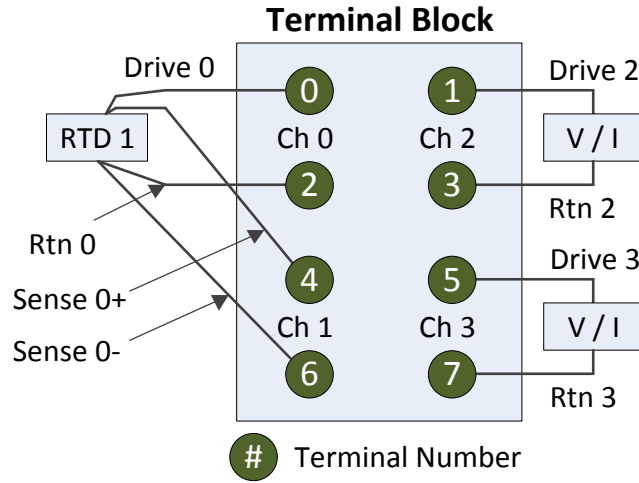 Terminal Block
Drive 0
0
1
Drive 2
RTD 1
Ch 0
Ch 2
V / I
2
3
Rtn 0
Rtn 2
Drive 3
4
5
Sense 0+
Ch 1
Ch 3
V / I
Sense 0-
6
7
Rtn 3
# Terminal Number